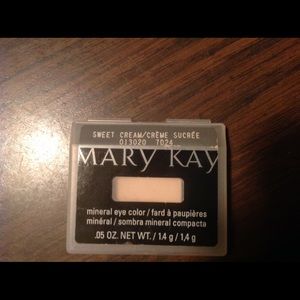 SWEET CREAM/CRÈME SUCRÉE
013020 7024
MARY KAY
mineral eye color / fard à paupières
minéral / sombra mineral compacta
.05 OZ. NET WT. / 1,4 g / 1,4g